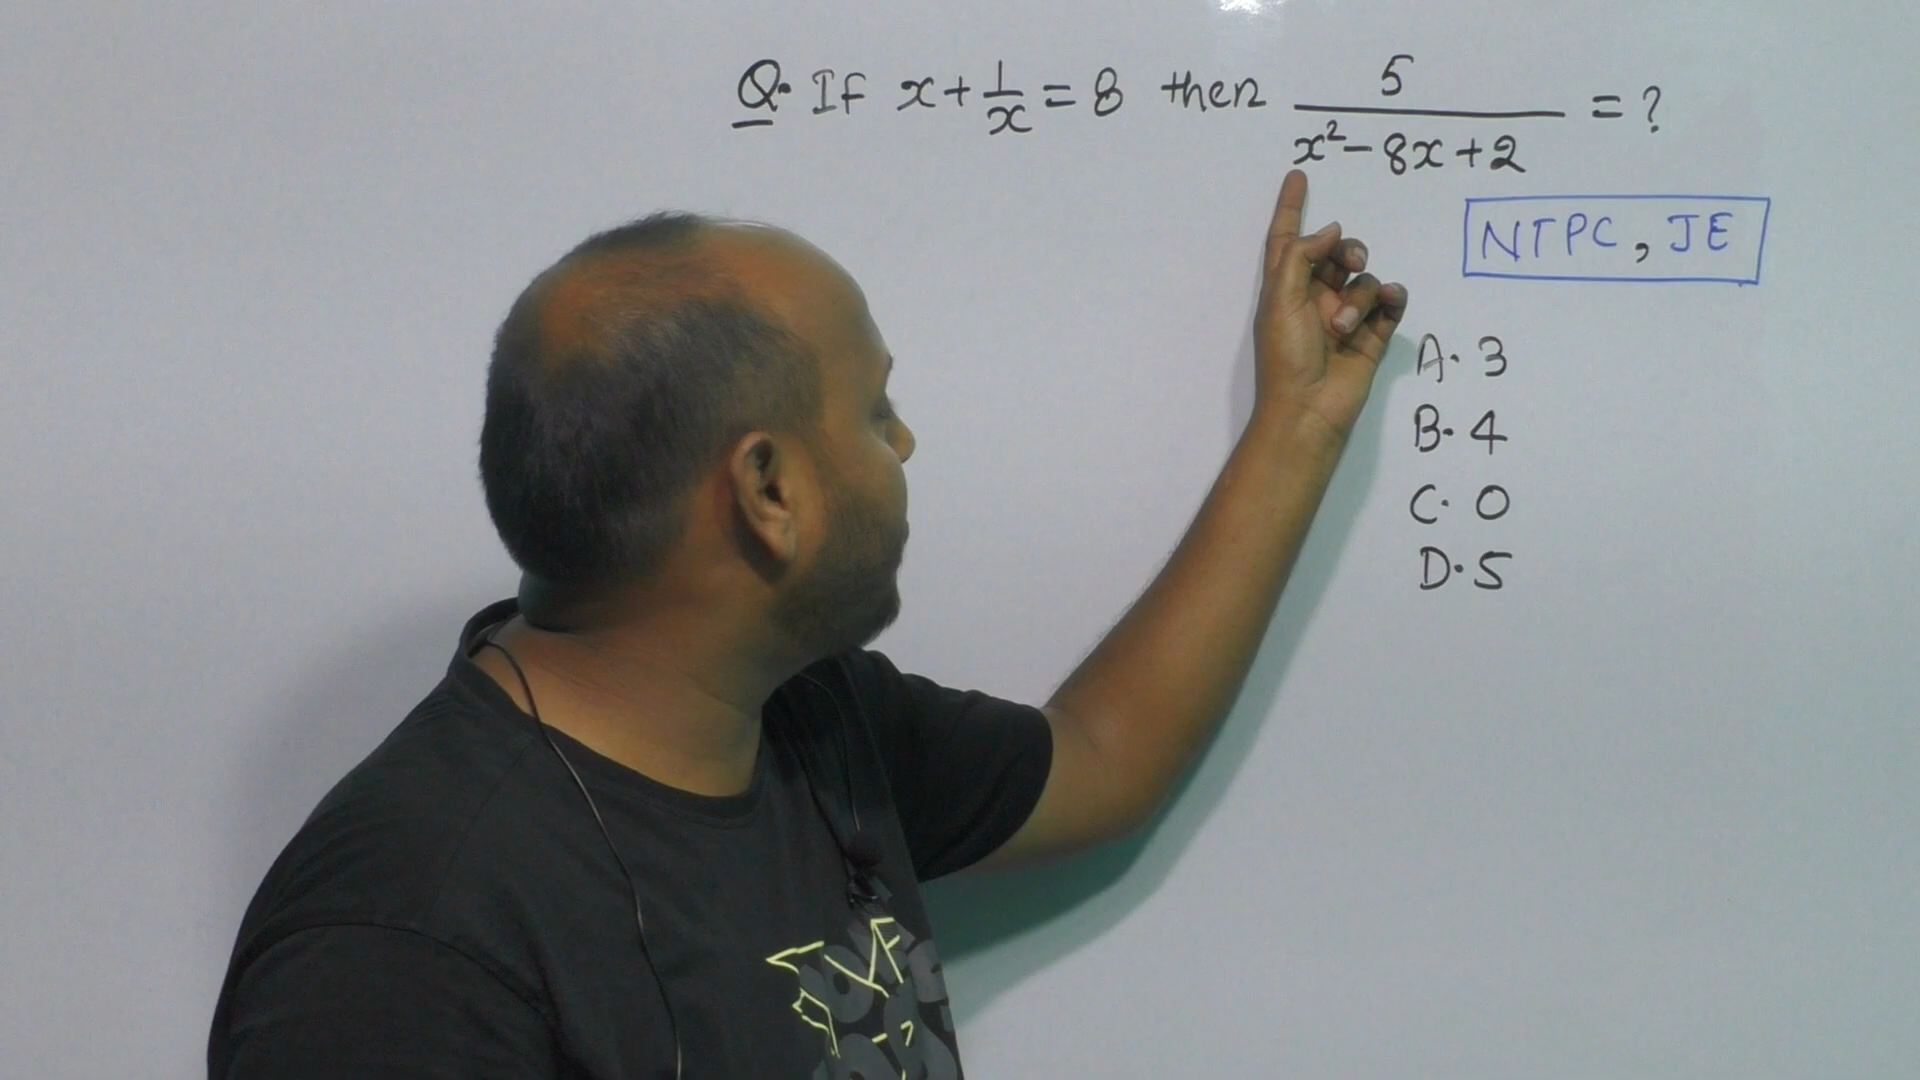 Q. If x + 1/x = 8 then 5/(x² - 8x + 2) = ?
NTPC, JE
A. 3
B. 4
C. 0
D. 5